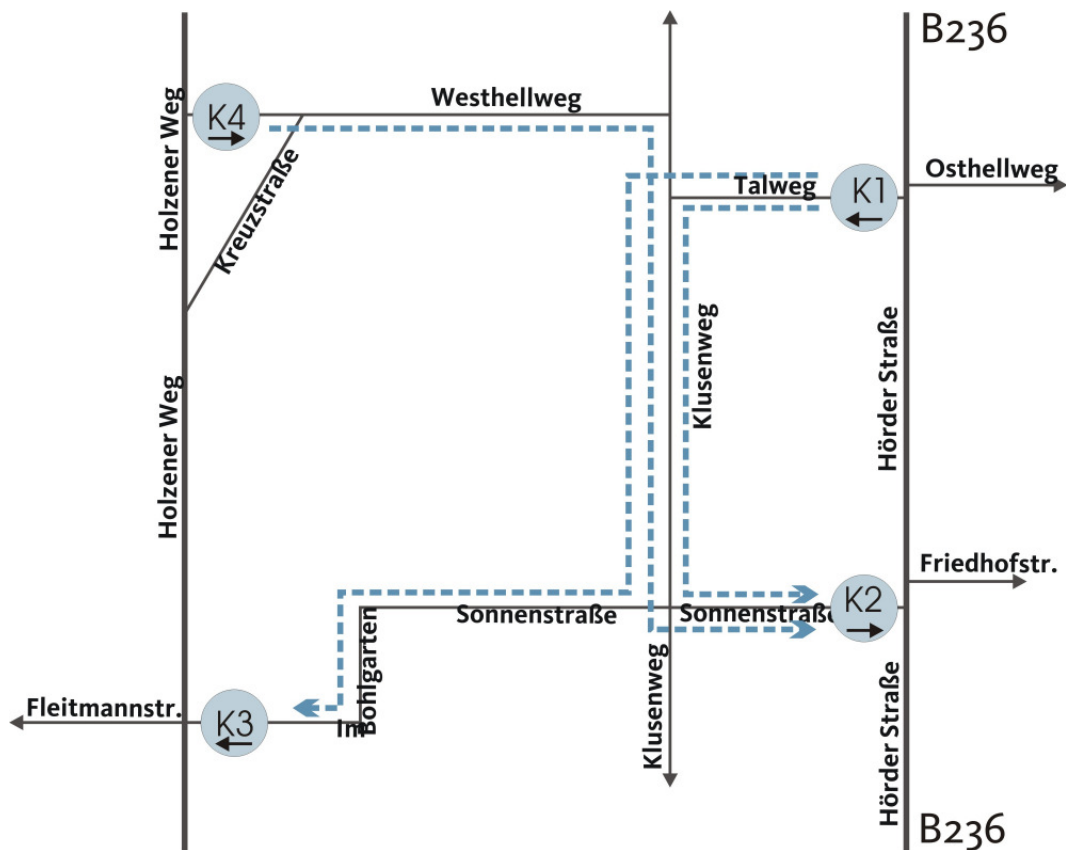 B236
Westhellweg
K4
Holzener Weg
Kreuzstraße
Talweg
K1
Osthellweg
Klusenweg
Hörder Straße
Holzener Weg
Friedhofstr.
K2
Sonnenstraße
Sonnenstraße
Im
Bohlgarten
Fleitmannstr.
K3
Klusenweg
Hörder Straße
B236